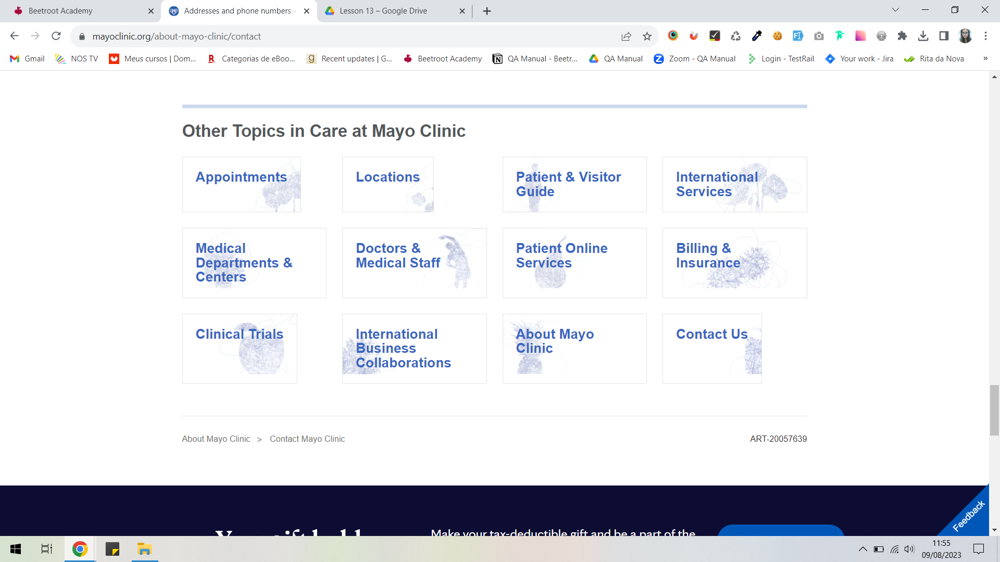 Beetroot Academy
Addresses and phone numbers -
Lesson 13 – Google Drive
mayoclinic.org/about-mayo-clinic/contact
Gmail
NOS TV
Meus cursos | Dom...
Categorias de eBoo...
Recent updates | G...
Beetroot Academy
QA Manual - Beetr...
QA Manual
Zoom - QA Manual
Login - TestRail
Your work - Jira
Rita da Nova
»
Other Topics in Care at Mayo Clinic
Appointments
Locations
Patient & Visitor
Guide
International
Services
Medical
Departments &
Centers
Doctors &
Medical Staff
Patient Online
Services
Billing &
Insurance
Clinical Trials
International
Business
Collaborations
About Mayo
Clinic
Contact Us
About Mayo Clinic > Contact Mayo Clinic
ART-20057639
Make your tax-deductible gift and be a part of the
Feedback
11:55
09/08/2023